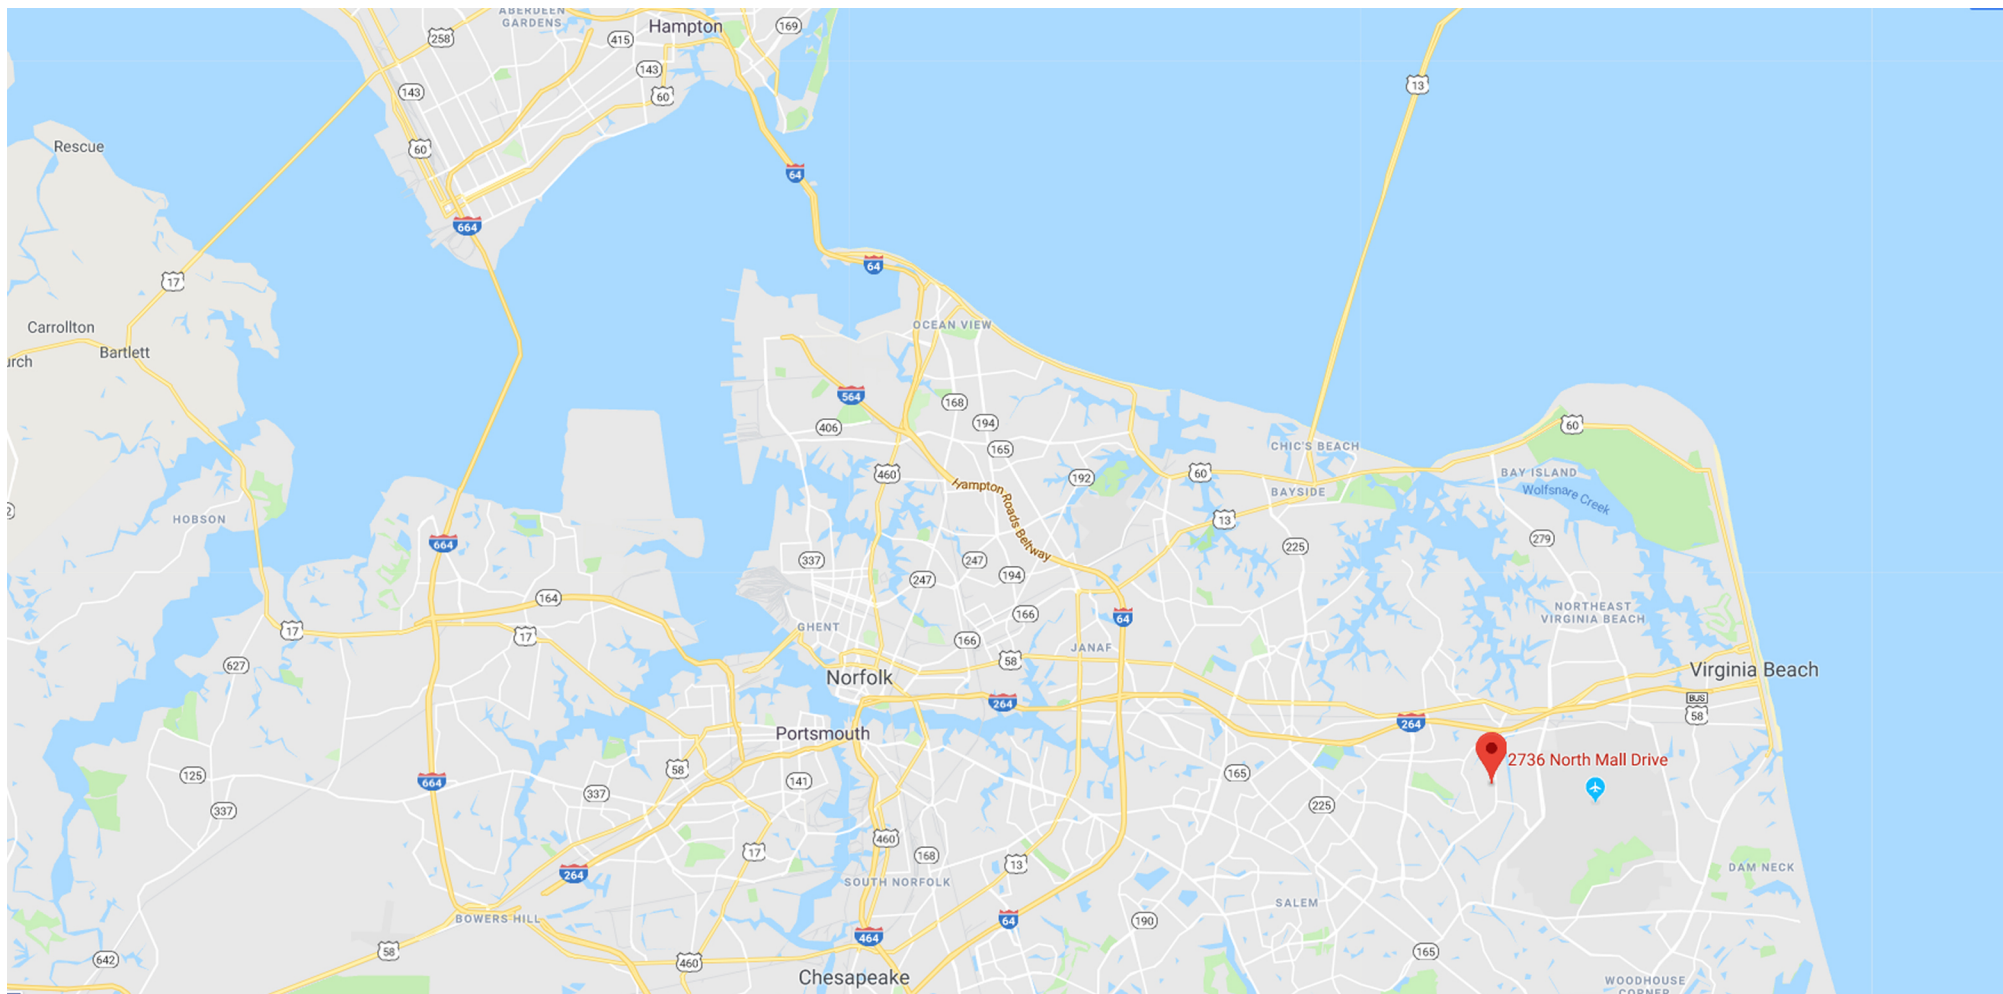 ABERDEEN
GARDENS
Hampton
169
258
415
143
143
60
13
Rescue
60
64
664
17
64
Carrollton
Bartlett
urch
OCEAN VIEW
564
168
406
194
165
60
CHIC'S BEACH
460
192
60
BAY ISLAND
Hampton Roads Beltway
BAYSIDE
Wolfsnare
Creek
2
HOBSON
13
664
225
279
337
247
247
194
164
166
NORTHEAST
VIRGINIA BEACH
64
17
17
GHENT
166
JANAF
627
58
Norfolk
Virginia Beach
264
BUS
58
264
Portsmouth
2736 North Mall Drive
58
165
125
664
337
141
225
337
460
17
168
13
264
SOUTH NORFOLK
DAM NECK
SALEM
BOWERS HILL
64
190
464
58
165
642
460
Chesapeake
WOODHOUSE
CORNER